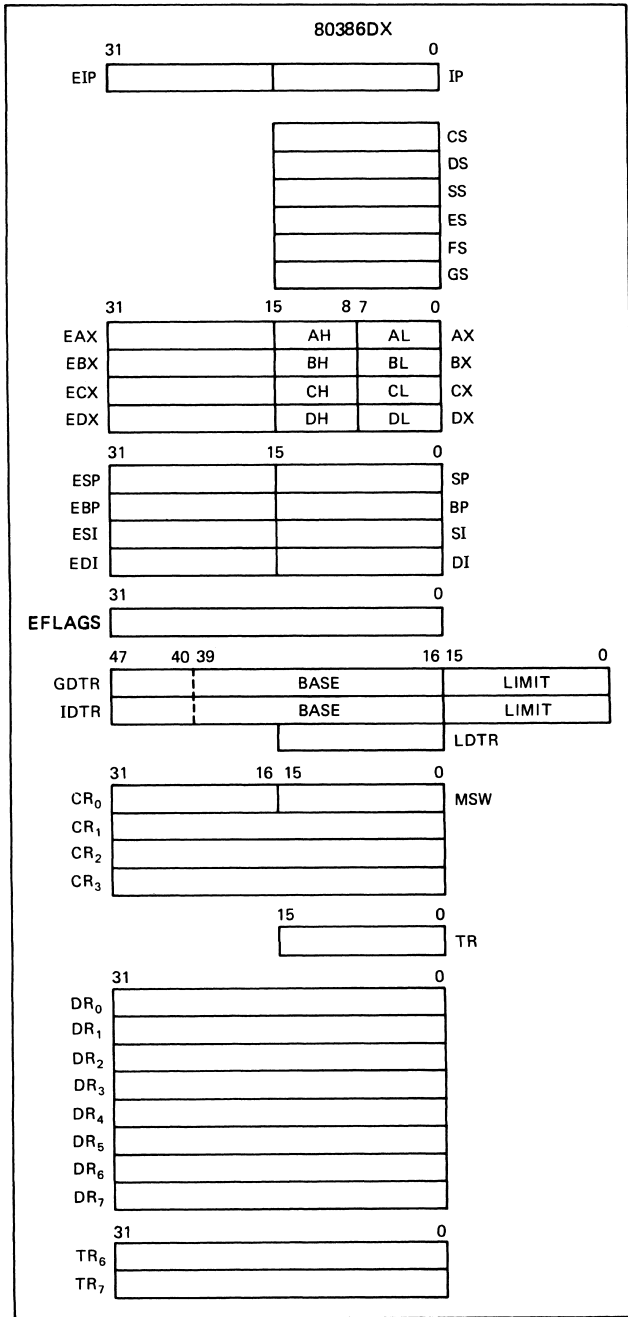 80386DX
31 0
EIP IP
CS
DS
SS
ES
FS
GS
31 15 8 7 0
EAX AH AL AX
EBX BH BL BX
ECX CH CL CX
EDX DH DL DX
31 15 0
ESP SP
EBP BP
ESI SI
EDI DI
31 0
EFLAGS
47 40 39 16 15 0
GDTR BASE LIMIT
IDTR BASE LIMIT
LDTR
31 16 15 0
CR₀ MSW
CR₁
CR₂
CR₃
15 0
TR
31 0
DR₀
DR₁
DR₂
DR₃
DR₄
DR₅
DR₆
DR₇
31 0
TR₆
TR₇